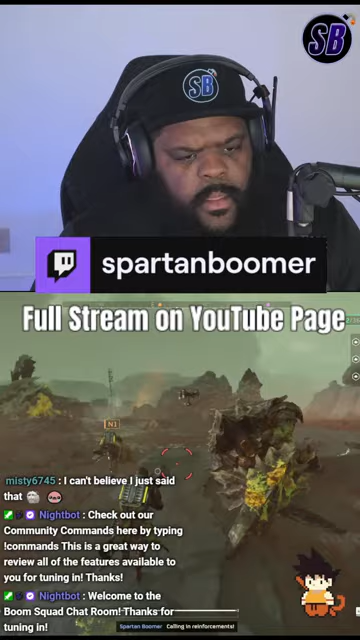 SB
SB
spartanboomer
Full Stream on YouTube Page
N1
misty6745 : I can't believe I just said
that
Nightbot : Check out our
Community Commands here by typing
!commands This is a great way to
review all of the features available to
you for tuning in! Thanks!
Nightbot : Welcome to the
Boom Squad Chat Room! Thanks for
tuning in!
Spartan Boomer Calling in reinforcements!